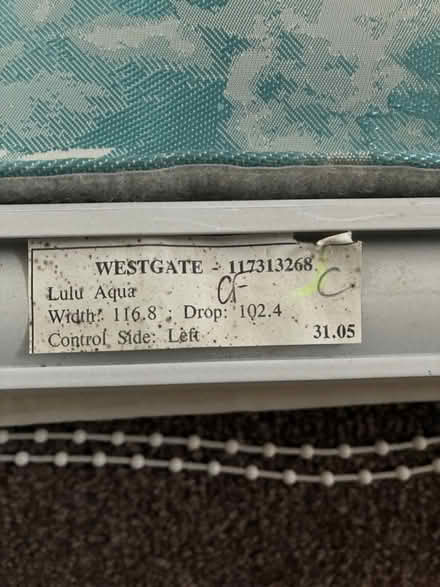 WESTGATE - 117313268
Lulu Aqua
CF
C
Width: 116.8 Drop: 102.4
Control Side: Left
31.05